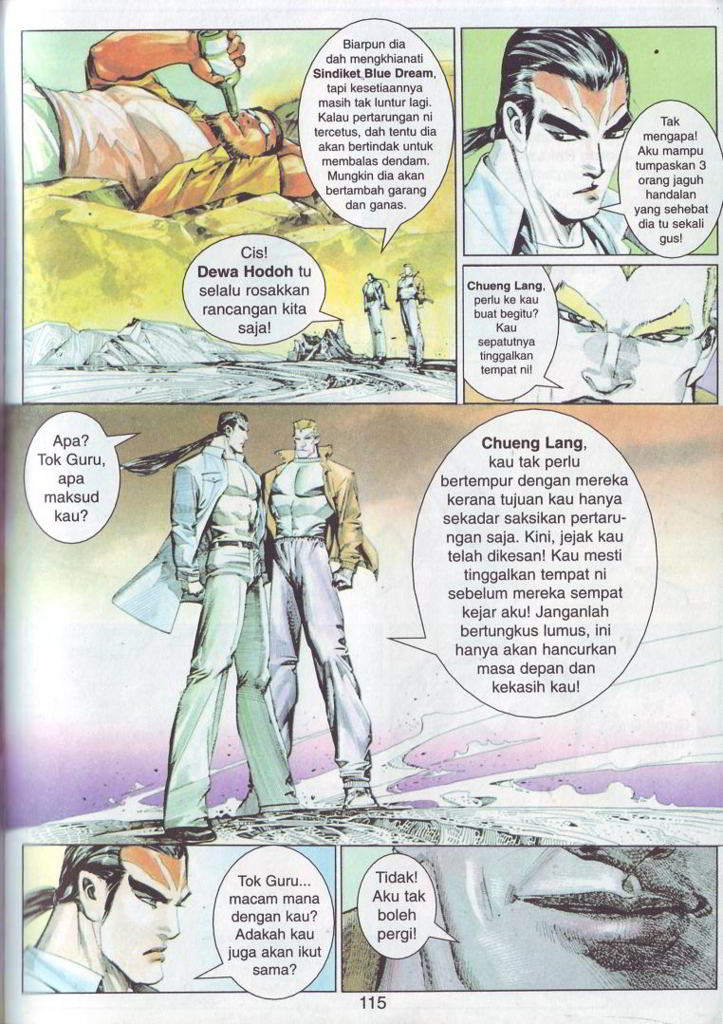 Biarpun dia
dah mengkhianati
Sindiket Blue Dream,
tapi kesetiaannya
masih tak luntur lagi.
Kalau pertarungan ni
tercetus, dah tentu dia
akan bertindak untuk
membalas dendam.
Mungkin dia akan
bertambah garang
dan ganas.
Cis!
Dewa Hodoh tu
selalu rosakkan
rancangan kita
saja!
Tak
mengapa!
Aku mampu
tumpaskan 3
orang jaguh
handalan
yang sehebat
dia tu sekali
gus!
Chueng Lang,
perlu ke kau
buat begitu?
Kau
sepatutnya
tinggalkan
tempat ni!
Apa?
Tok Guru,
apa
maksud
kau?
Chueng Lang,
kau tak perlu
bertempur dengan mereka
kerana tujuan kau hanya
sekadar saksikan pertaru-
ngan saja. Kini, jejak kau
telah dikesan! Kau mesti
tinggalkan tempat ni
sebelum mereka sempat
kejar aku! Janganlah
bertungkus lumus, ini
hanya akan hancurkan
masa depan dan
kekasih kau!
Tok Guru...
macam mana
dengan kau?
Adakah kau
juga akan ikut
sama?
Tidak!
Aku tak
boleh
pergi!
115